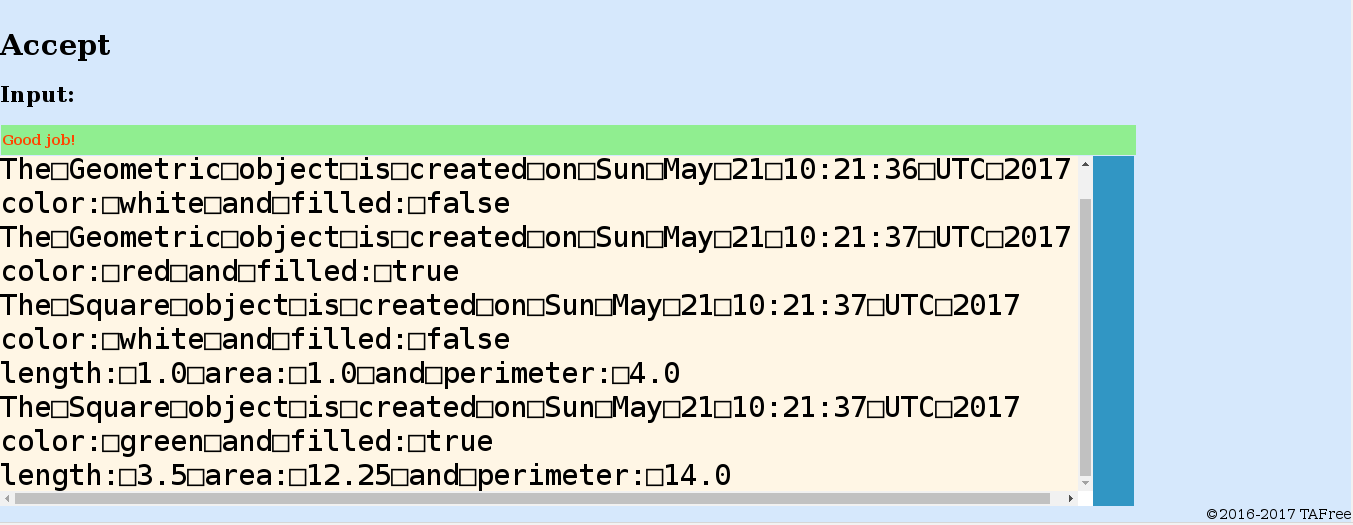 Accept
Input:
Good job!
The□Geometric□object□is□created□on□Sun□May□21□10:21:36□UTC□2017
color:□white□and□filled:□false
The□Geometric□object□is□created□on□Sun□May□21□10:21:37□UTC□2017
color:□red□and□filled:□true
The□Square□object□is□created□on□Sun□May□21□10:21:37□UTC□2017
color:□white□and□filled:□false
length:□1.0□area:□1.0□and□perimeter:□4.0
The□Square□object□is□created□on□Sun□May□21□10:21:37□UTC□2017
color:□green□and□filled:□true
length:□3.5□area:□12.25□and□perimeter:□14.0
©2016-2017 TAFree